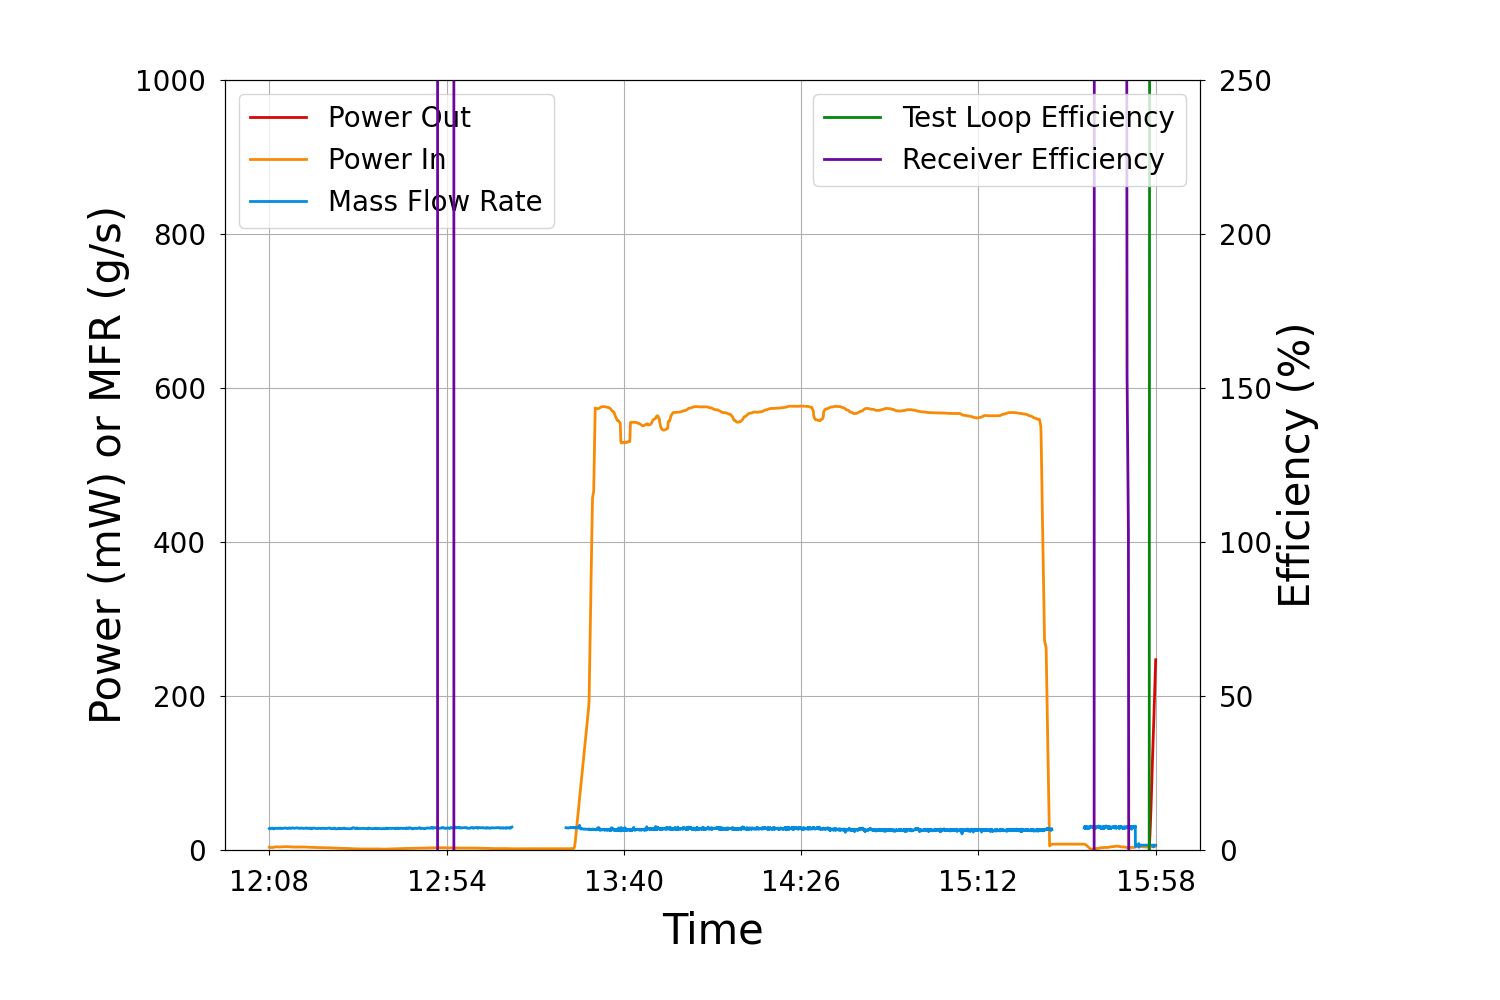 1000
800
600
400
200
0
Power (mW) or MFR (g/s)
Power Out
Power In
Mass Flow Rate
Test Loop Efficiency
Receiver Efficiency
250
200
150
100
50
0
Efficiency (%)
12:08 12:54 13:40 14:26 15:12 15:58
Time